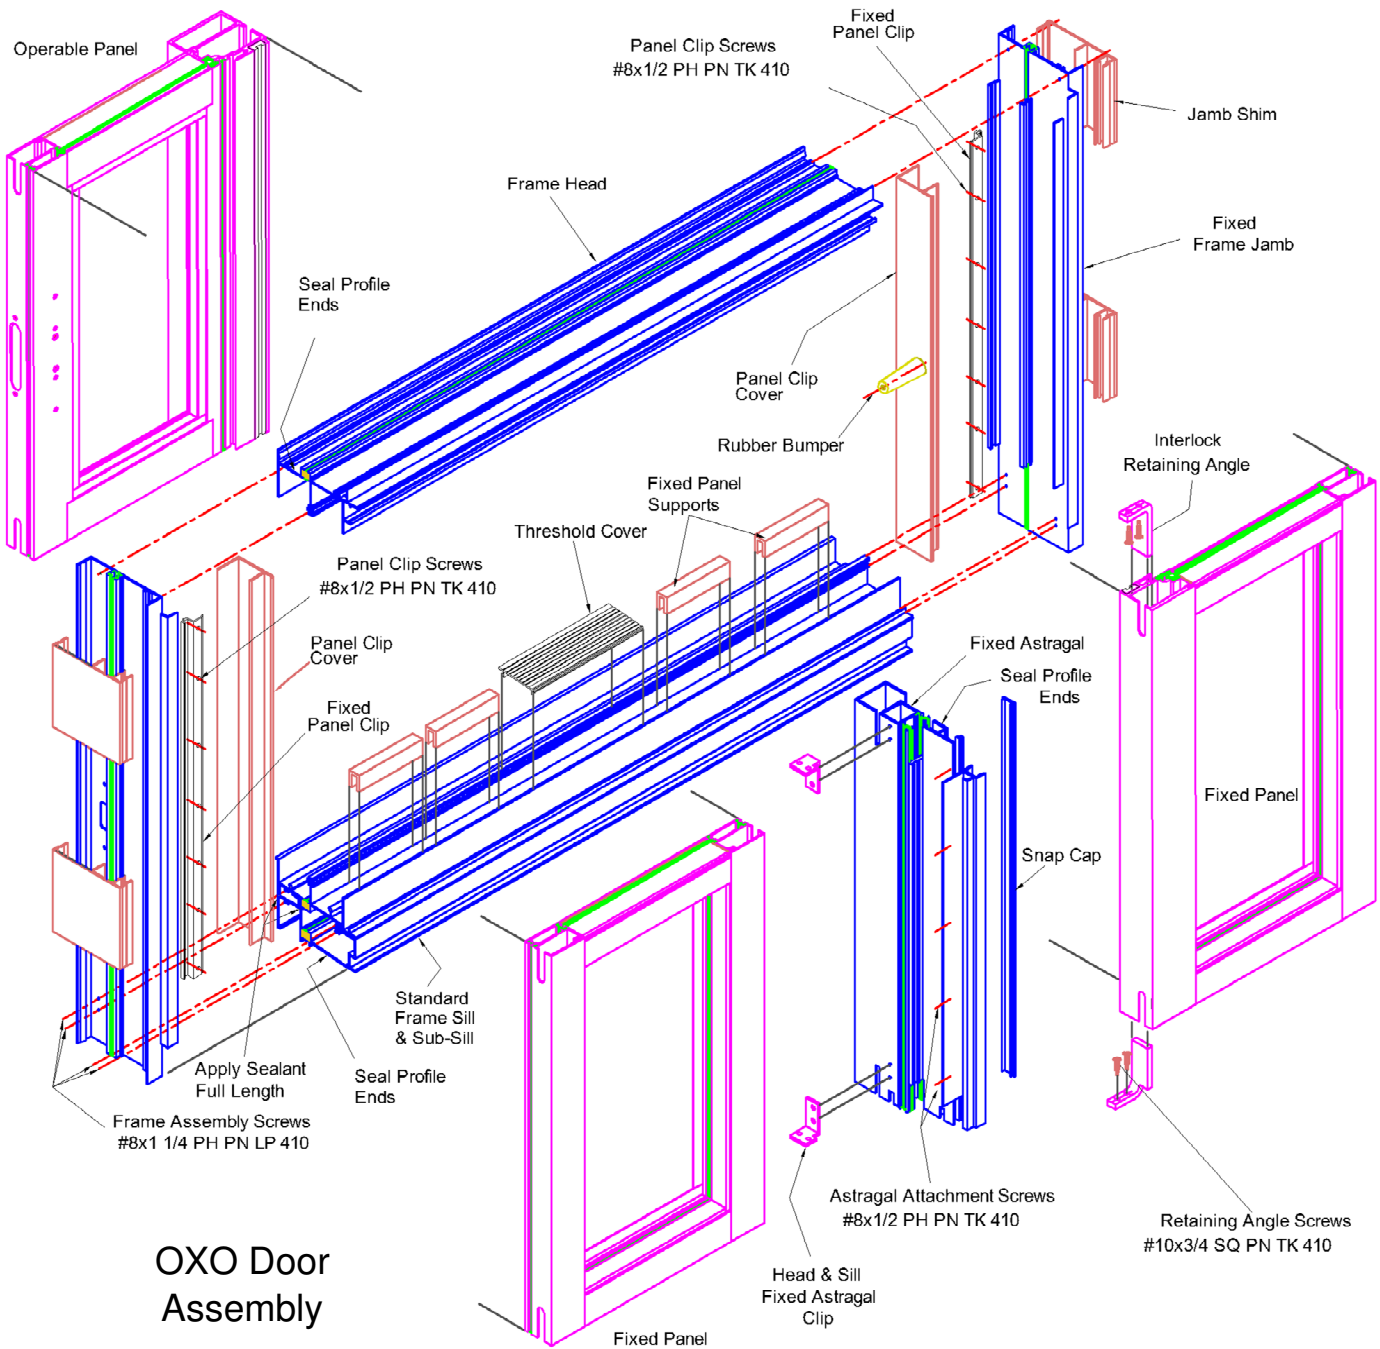 Operable Panel
Fixed
Panel Clip
Panel Clip Screws
#8x1/2 PH PN TK 410
Jamb Shim
Frame Head
Fixed
Frame Jamb
Seal Profile
Ends
Panel Clip
Cover
Rubber Bumper
Interlock
Retaining Angle
Fixed Panel
Supports
Threshold Cover
Panel Clip Screws
#8x1/2 PH PN TK 410
Panel Clip
Cover
Fixed Astragal
Seal Profile
Ends
Fixed
Panel Clip
Fixed Panel
Snap Cap
Standard
Frame Sill
& Sub-Sill
Apply Sealant
Full Length
Seal Profile
Ends
Frame Assembly Screws
#8x1 1/4 PH PN LP 410
Astragal Attachment Screws
#8x1/2 PH PN TK 410
Retaining Angle Screws
#10x3/4 SQ PN TK 410
OXO Door
Assembly
Head & Sill
Fixed Astragal
Clip
Fixed Panel